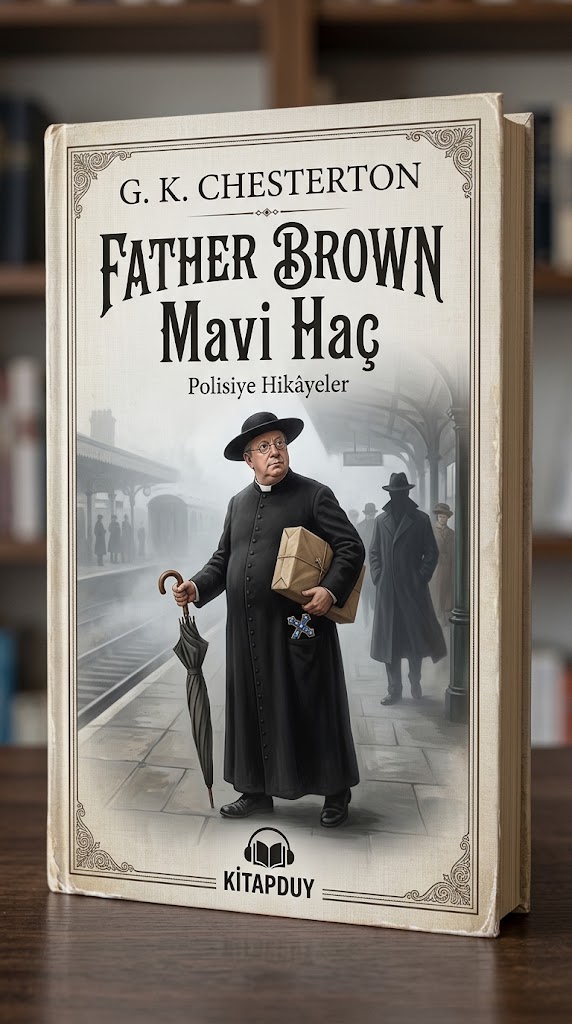 G. K. CHESTERTON
FATHER BROWN
Mavi Haç
Polisiye Hikâyeler
KİTAPDUY